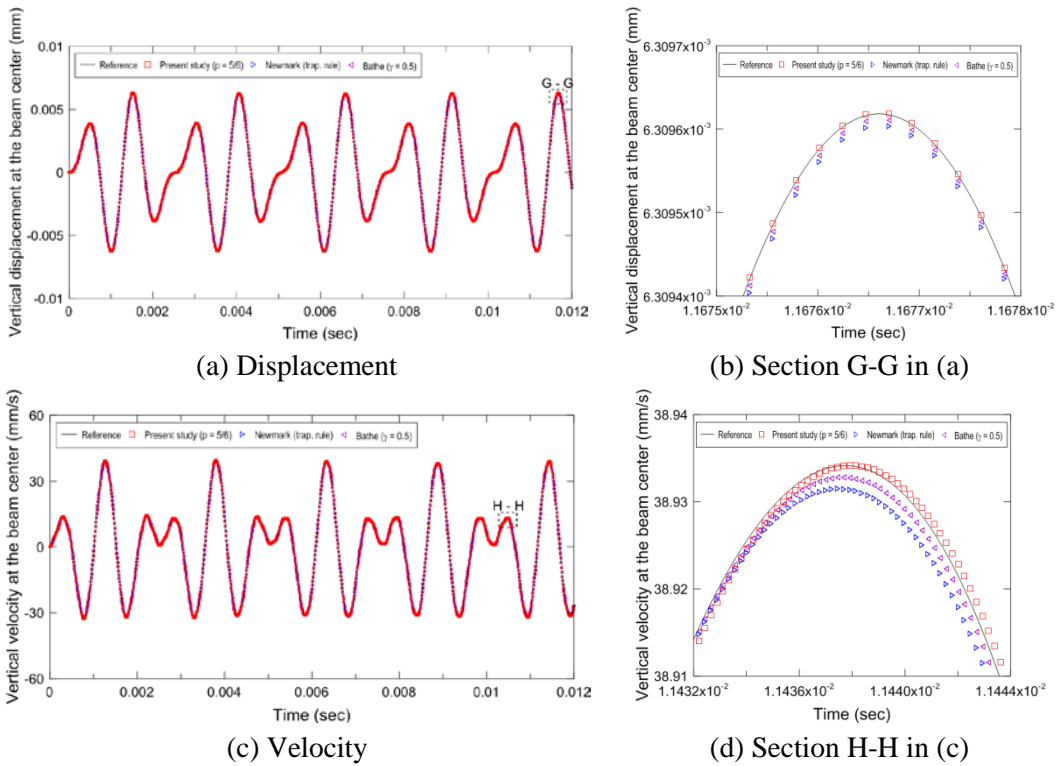 Vertical displacement at the beam center (mm)
0.01
0.005
0
-0.005
-0.01
Reference Present study (p = 5/6) Newmark (trap. rule) Bathe (γ = 0.5)
G - G
0 0.002 0.004 0.006 0.008 0.01 0.012
Time (sec)
(a) Displacement
Vertical displacement at the beam center (mm)
6.3097x10⁻³
6.3096x10⁻³
6.3095x10⁻³
6.3094x10⁻³
Reference Present study (p = 5/6) Newmark (trap. rule) Bathe (γ = 0.5)
1.1675x10⁻² 1.1676x10⁻² 1.1677x10⁻² 1.1678x10⁻²
Time (sec)
(b) Section G-G in (a)
Vertical velocity at the beam center (mm/s)
60
30
0
-30
-60
Reference Present study (p = 5/6) Newmark (trap. rule) Bathe (γ = 0.5)
H - H
0 0.002 0.004 0.006 0.008 0.01 0.012
Time (sec)
(c) Velocity
Vertical velocity at the beam center (mm/s)
38.94
38.93
38.92
38.91
Reference Present study (p = 5/6) Newmark (trap. rule) Bathe (γ = 0.5)
1.1432x10⁻² 1.1436x10⁻² 1.1440x10⁻² 1.1444x10⁻²
Time (sec)
(d) Section H-H in (c)